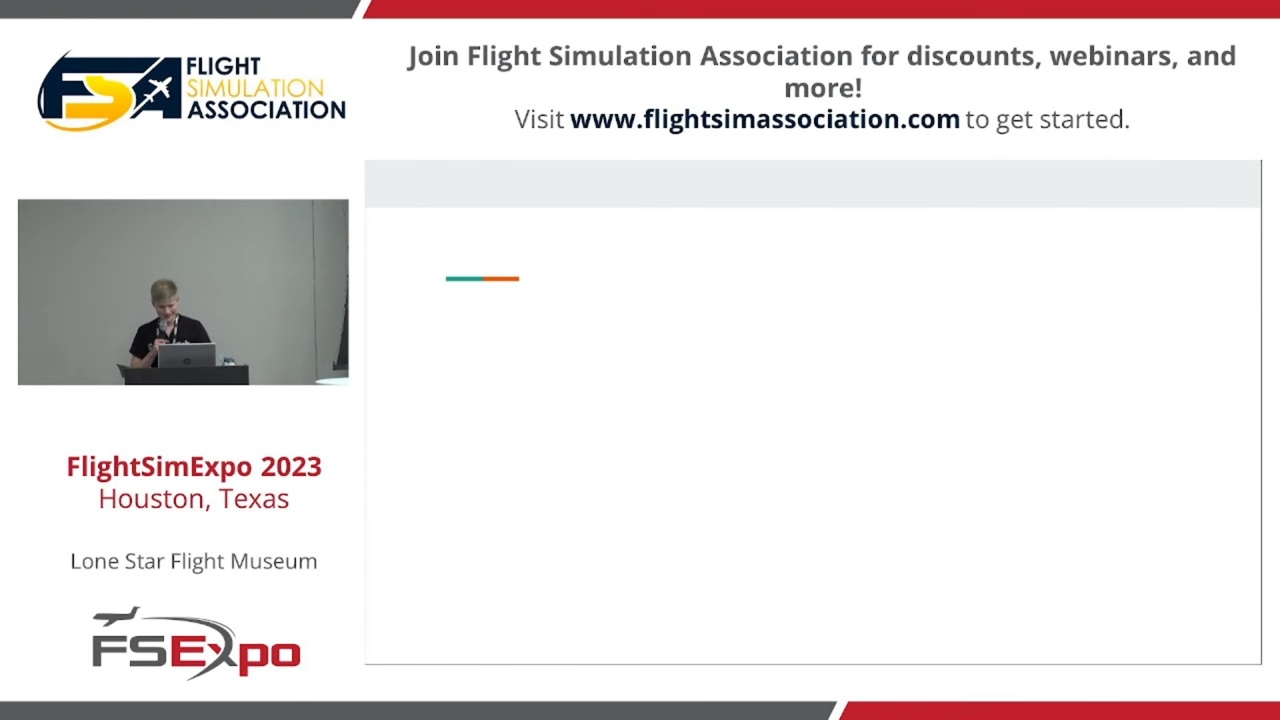 FLIGHT
SIMULATION
ASSOCIATION
Join Flight Simulation Association for discounts, webinars, and
more!
Visit www.flightsimassociation.com to get started.
FlightSimExpo 2023
Houston, Texas
Lone Star Flight Museum
FSExpo